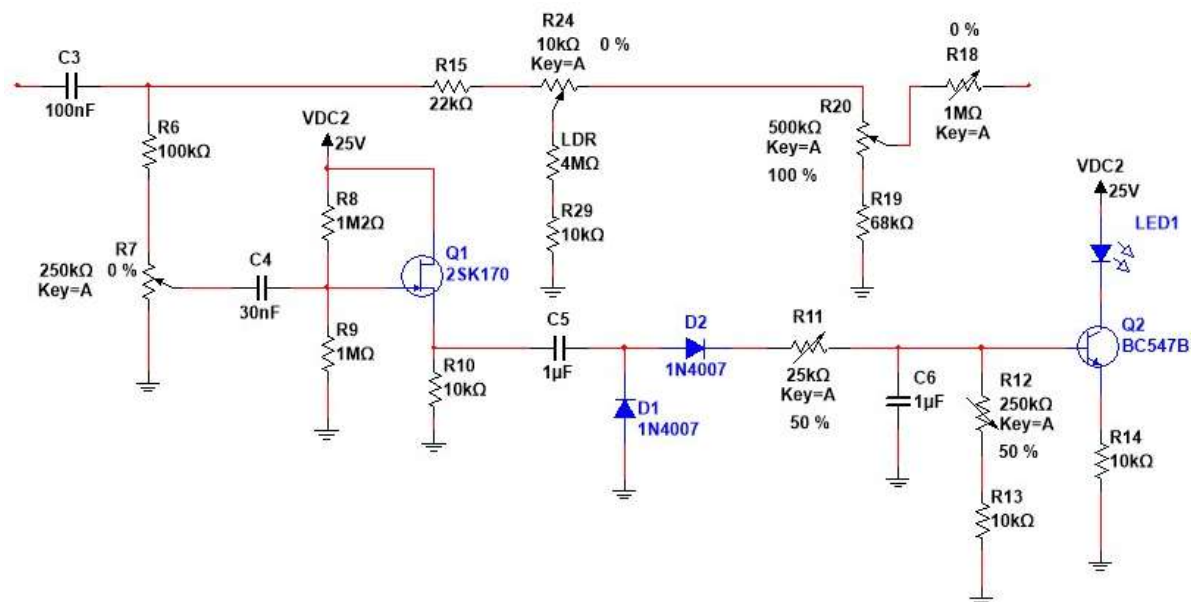 C3
100nF
R6
100kΩ
R15
22kΩ
R24
10kΩ 0 %
Key=A
0 %
R18
1MΩ
Key=A
VDC2
25V
LDR
4MΩ
R20
500kΩ
Key=A
100 %
R8
1M2Ω
R29
10kΩ
R19
68kΩ
VDC2
25V
LED1
R7
250kΩ 0 %
Key=A
C4
30nF
Q1
2SK170
R9
1MΩ
R10
10kΩ
C5
1µF
D2
1N4007
D1
1N4007
R11
25kΩ
Key=A
50 %
C6
1µF
R12
250kΩ
Key=A
50 %
R13
10kΩ
Q2
BC547B
R14
10kΩ